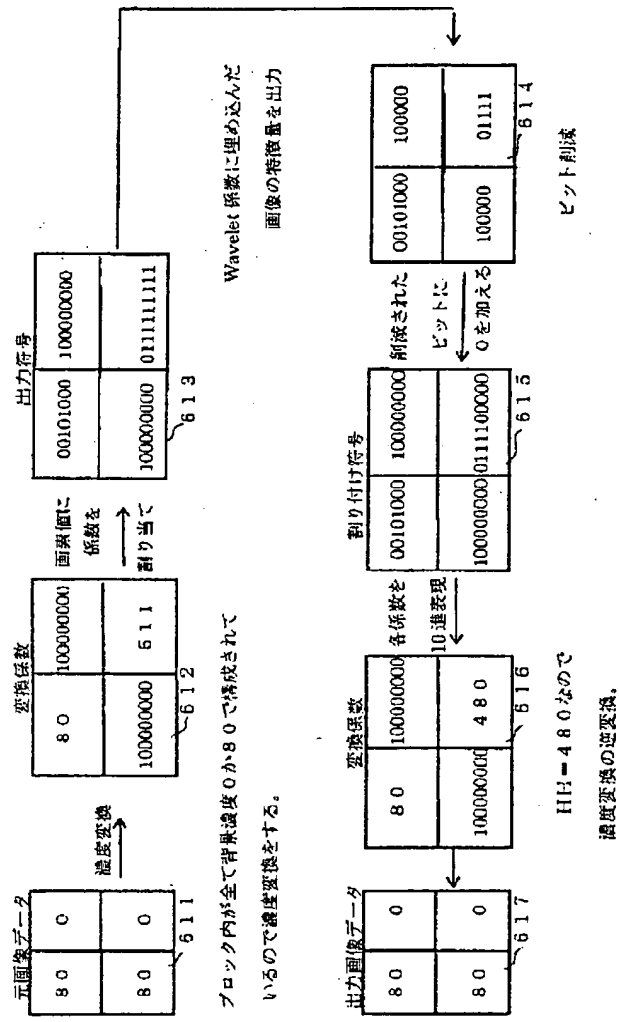 元画像データ
80 0
80 0
611
濃度変換
変換係数
80 100000000
100000000 511
612
画素値に
係数を
割り当て
出力符号
00101000 100000000
100000000 0111111111
613
Wavelet 係数に埋め込んだ
画像の特徴量を出力
ブロック内が全て背景濃度0か80で構成されて
いるので濃度変換をする。
00101000 100000
100000 01111
614
ビット削減
削減された
ビットに
0を加える
割り付け符号
00101000 100000000
100000000 0111100000
615
各係数を
10進表現
変換係数
80 100000000
100000000 480
616
HH=480なので
濃度変換の逆変換。
出力画像データ
80 0
80 0
617